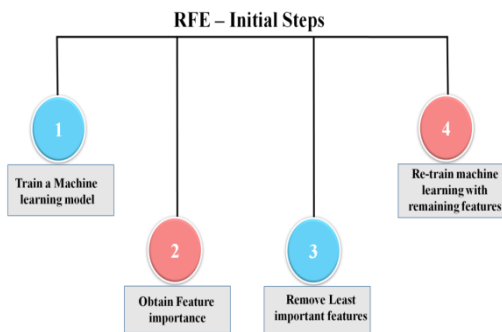 RFE – Initial Steps
1
Train a Machine
learning model
2
Obtain Feature
importance
3
Remove Least
important features
4
Re-train machine
learning with
remaining features